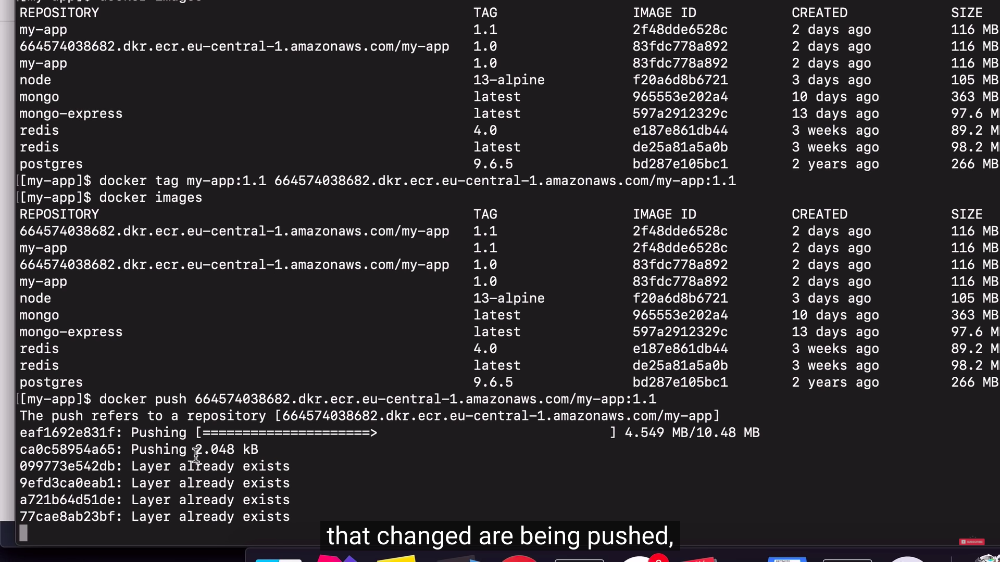 [[my-app]$ docker images
REPOSITORY TAG IMAGE ID CREATED SIZE
my-app 1.1 2f48dde6528c 2 days ago 116 MB
664574038682.dkr.ecr.eu-central-1.amazonaws.com/my-app 1.0 83fdc778a892 2 days ago 116 MB
my-app 1.0 83fdc778a892 2 days ago 116 MB
node 13-alpine f20a6d8b6721 3 days ago 105 MB
mongo latest 965553e202a4 10 days ago 363 MB
mongo-express latest 597a2912329c 13 days ago 97.6 M
redis 4.0 e187e861db44 3 weeks ago 89.2 M
redis latest de25a81a5a0b 3 weeks ago 98.2 M
postgres 9.6.5 bd287e105bc1 2 years ago 266 MB
[[my-app]$ docker tag my-app:1.1 664574038682.dkr.ecr.eu-central-1.amazonaws.com/my-app:1.1
[[my-app]$ docker images
REPOSITORY TAG IMAGE ID CREATED SIZE
664574038682.dkr.ecr.eu-central-1.amazonaws.com/my-app 1.1 2f48dde6528c 2 days ago 116 MB
my-app 1.1 2f48dde6528c 2 days ago 116 MB
664574038682.dkr.ecr.eu-central-1.amazonaws.com/my-app 1.0 83fdc778a892 2 days ago 116 MB
my-app 1.0 83fdc778a892 2 days ago 116 MB
node 13-alpine f20a6d8b6721 3 days ago 105 MB
mongo latest 965553e202a4 10 days ago 363 MB
mongo-express latest 597a2912329c 13 days ago 97.6 M
redis 4.0 e187e861db44 3 weeks ago 89.2 M
redis latest de25a81a5a0b 3 weeks ago 98.2 M
postgres 9.6.5 bd287e105bc1 2 years ago 266 MB
[[my-app]$ docker push 664574038682.dkr.ecr.eu-central-1.amazonaws.com/my-app:1.1
The push refers to a repository [664574038682.dkr.ecr.eu-central-1.amazonaws.com/my-app]
eaf1692e831f: Pushing [=====================> ] 4.549 MB/10.48 MB
ca0c58954a65: Pushing 2.048 kB
099773e542db: Layer already exists
9efd3ca0eab1: Layer already exists
a721b64d51de: Layer already exists
77cae8ab23bf: Layer already exists
that changed are being pushed,
SUBSCRIBE
KEYNOTE